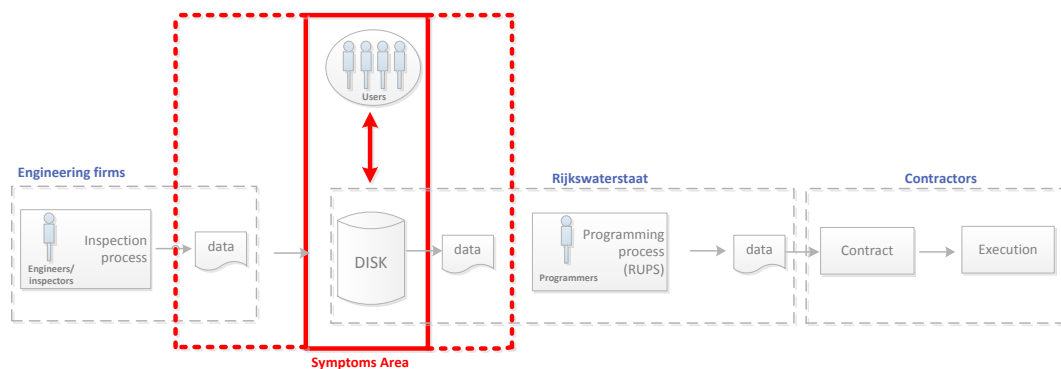 Users
Engineering firms
Rijkswaterstaat
Contractors
Inspection
process
Engineers/
inspectors
data
DISK
data
Programming
process
(RUPS)
Programmers
data
Contract
Execution
Symptoms Area